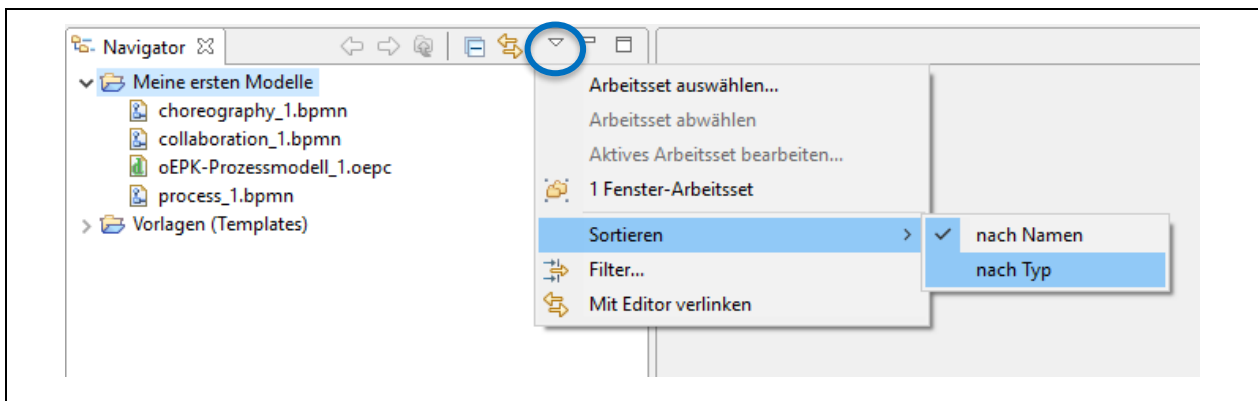 Navigator
Meine ersten Modelle
choreography_1.bpmn
collaboration_1.bpmn
oEPK-Prozessmodell_1.oepc
process_1.bpmn
Vorlagen (Templates)
Arbeitsset auswählen...
Arbeitsset abwählen
Aktives Arbeitsset bearbeiten...
1 Fenster-Arbeitsset
Sortieren
Filter...
Mit Editor verlinken
nach Namen
nach Typ